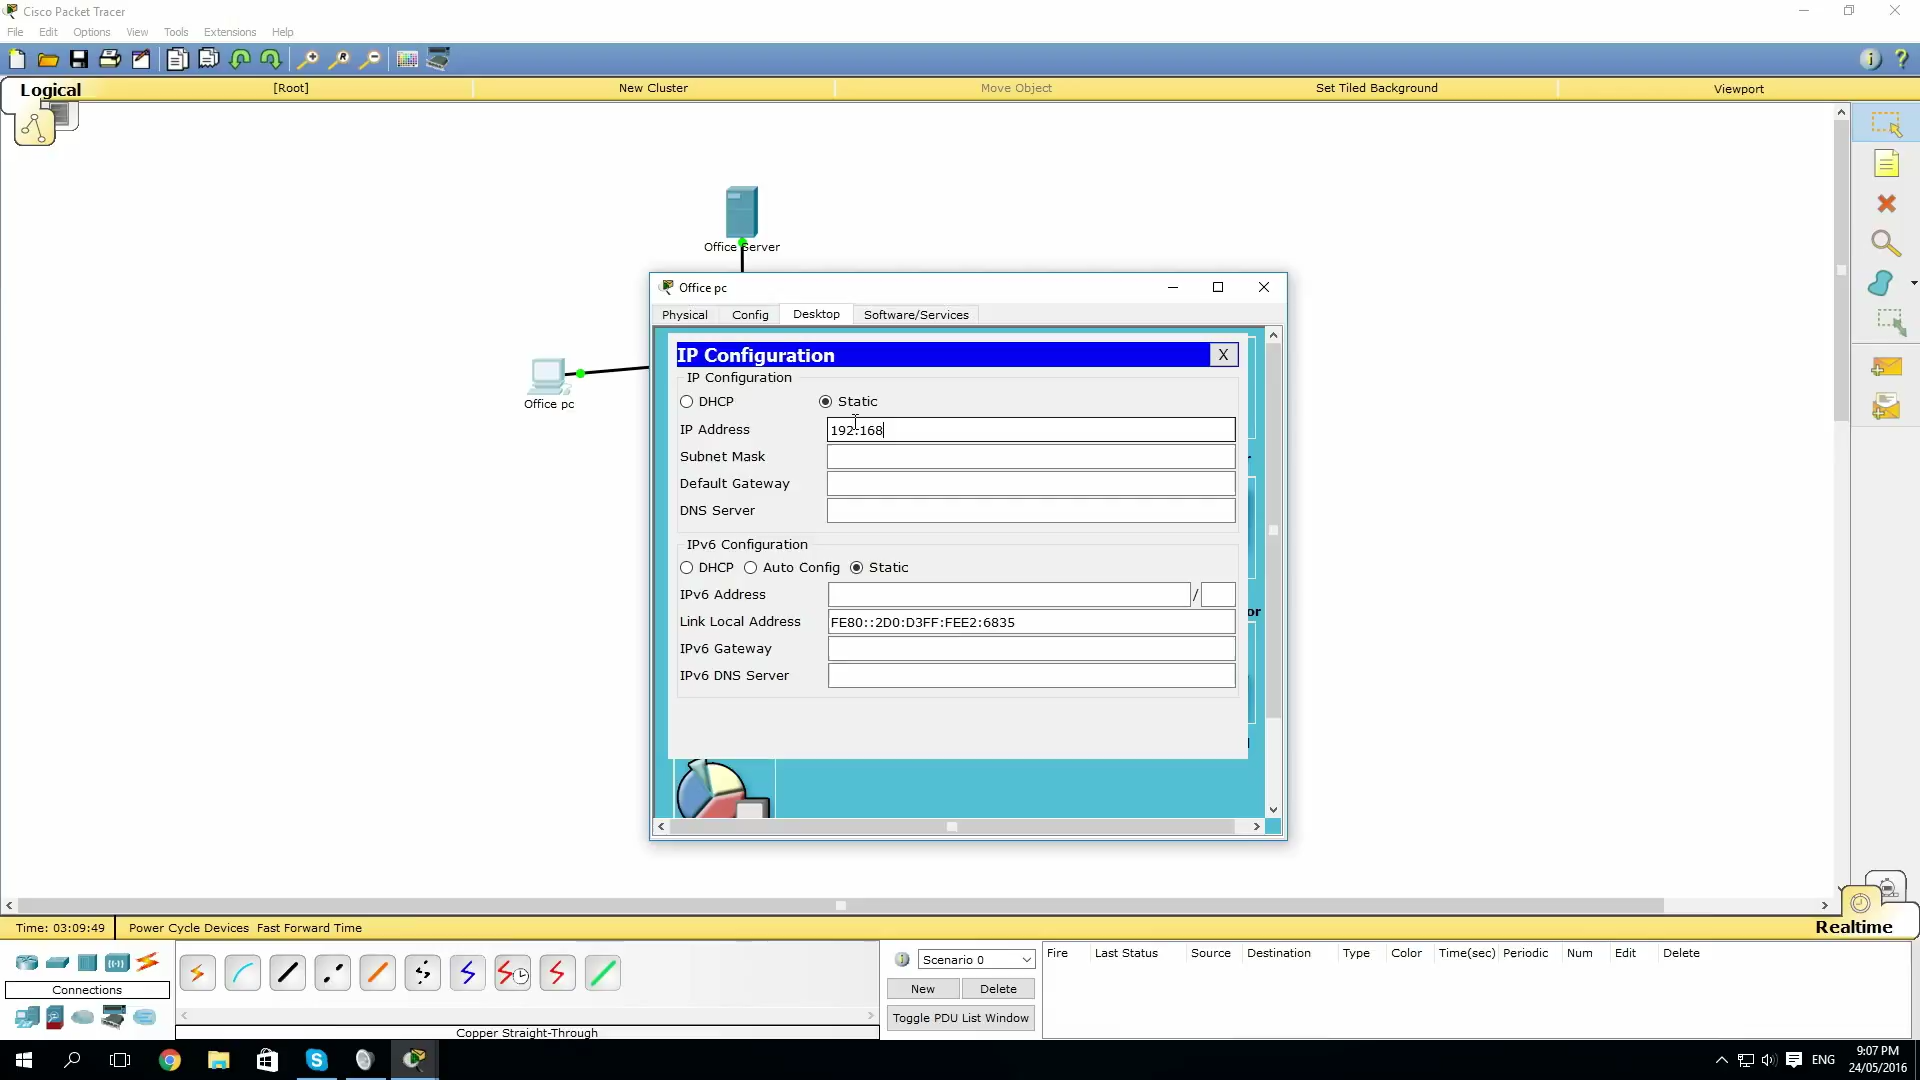 Cisco Packet Tracer
File Edit Options View Tools Extensions Help
Logical [Root] New Cluster Move Object Set Tiled Background Viewport
Office Server
Office pc
Physical Config Desktop Software/Services
IP Configuration X
IP Configuration
DHCP Static
IP Address 192.168
Subnet Mask
Default Gateway
DNS Server
IPv6 Configuration
DHCP Auto Config Static
IPv6 Address /
or
Link Local Address FE80::2D0:D3FF:FEE2:6835
IPv6 Gateway
IPv6 DNS Server
Office pc
Time: 03:09:49 Power Cycle Devices Fast Forward Time Realtime
Connections
Copper Straight-Through
Scenario 0
New Delete
Toggle PDU List Window
Fire Last Status Source Destination Type Color Time(sec) Periodic Num Edit Delete
ENG
9:07 PM
24/05/2016